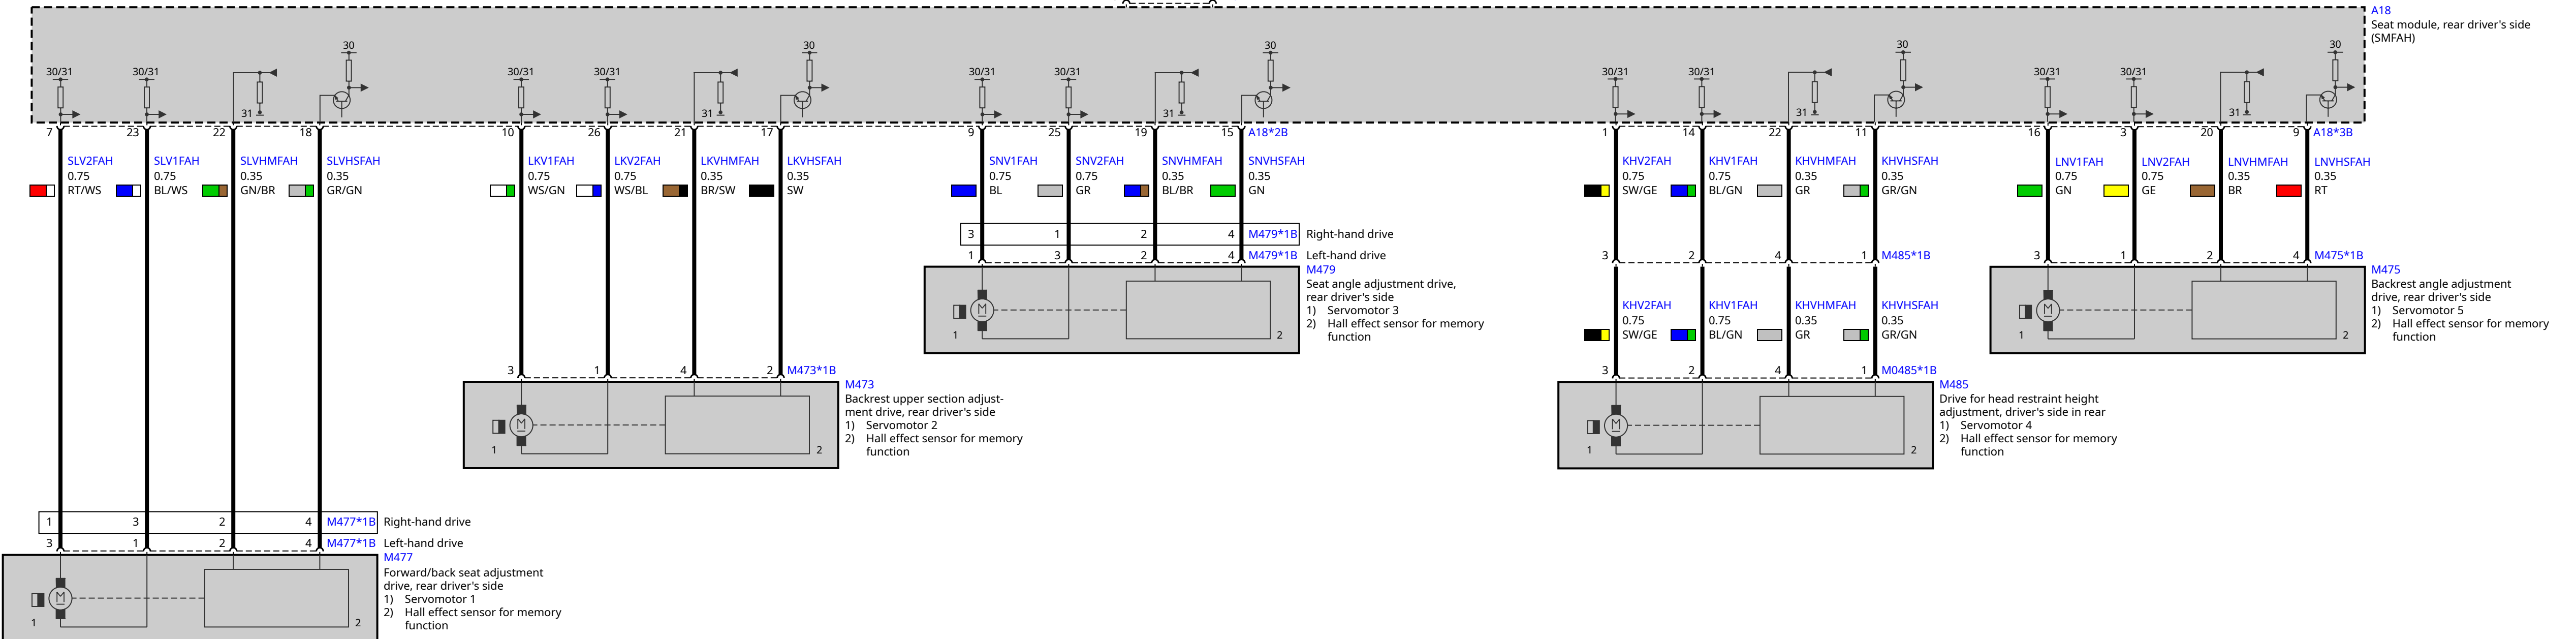 A18
Seat module, rear driver's side
(SMFAH)
30 30 30 30 30
30/31 30/31 30/31 30/31 30/31 30/31 30/31 30/31 30/31 30/31
31 31 31 31 31
7 23 22 18 10 26 21 17 9 25 19 15 A18*2B 1 14 22 11 16 3 20 9 A18*3B
SLV2FAH SLV1FAH SLVHMFAH SLVHSFAH LKV1FAH LKV2FAH LKVHMFAH LKVHSFAH SNV1FAH SNV2FAH SNVHMFAH SNVHSFAH KHV2FAH KHV1FAH KHVHMFAH KHVHSFAH LNV1FAH LNV2FAH LNVHMFAH LNVHSFAH
0.75 0.75 0.35 0.35 0.75 0.75 0.35 0.35 0.75 0.75 0.35 0.35 0.75 0.75 0.35 0.35 0.75 0.75 0.35 0.35
RT/WS BL/WS GN/BR GR/GN WS/GN WS/BL BR/SW SW BL GR BL/BR GN SW/GE BL/GN GR GR/GN GN GE BR RT
3 1 2 4 M479*1B Right-hand drive
1 3 2 4 M479*1B Left-hand drive
3 2 4 1 M485*1B
3 1 2 4 M475*1B
M479
Seat angle adjustment drive,
rear driver's side
1) Servomotor 3
2) Hall effect sensor for memory
function
1 2
M475
Backrest angle adjustment
drive, rear driver's side
1) Servomotor 5
2) Hall effect sensor for memory
function
M
1 2
M
KHV2FAH KHV1FAH KHVHMFAH KHVHSFAH
0.75 0.75 0.35 0.35
SW/GE BL/GN GR GR/GN
3 1 4 2 M473*1B
3 2 4 1 M0485*1B
M473
Backrest upper section adjust-
ment drive, rear driver's side
1) Servomotor 2
2) Hall effect sensor for memory
function
M
1 2
M485
Drive for head restraint height
adjustment, driver's side in rear
1) Servomotor 4
2) Hall effect sensor for memory
function
M
1 2
1 3 2 4 M477*1B Right-hand drive
3 1 2 4 M477*1B Left-hand drive
M477
Forward/back seat adjustment
drive, rear driver's side
1) Servomotor 1
2) Hall effect sensor for memory
function
M
1 2